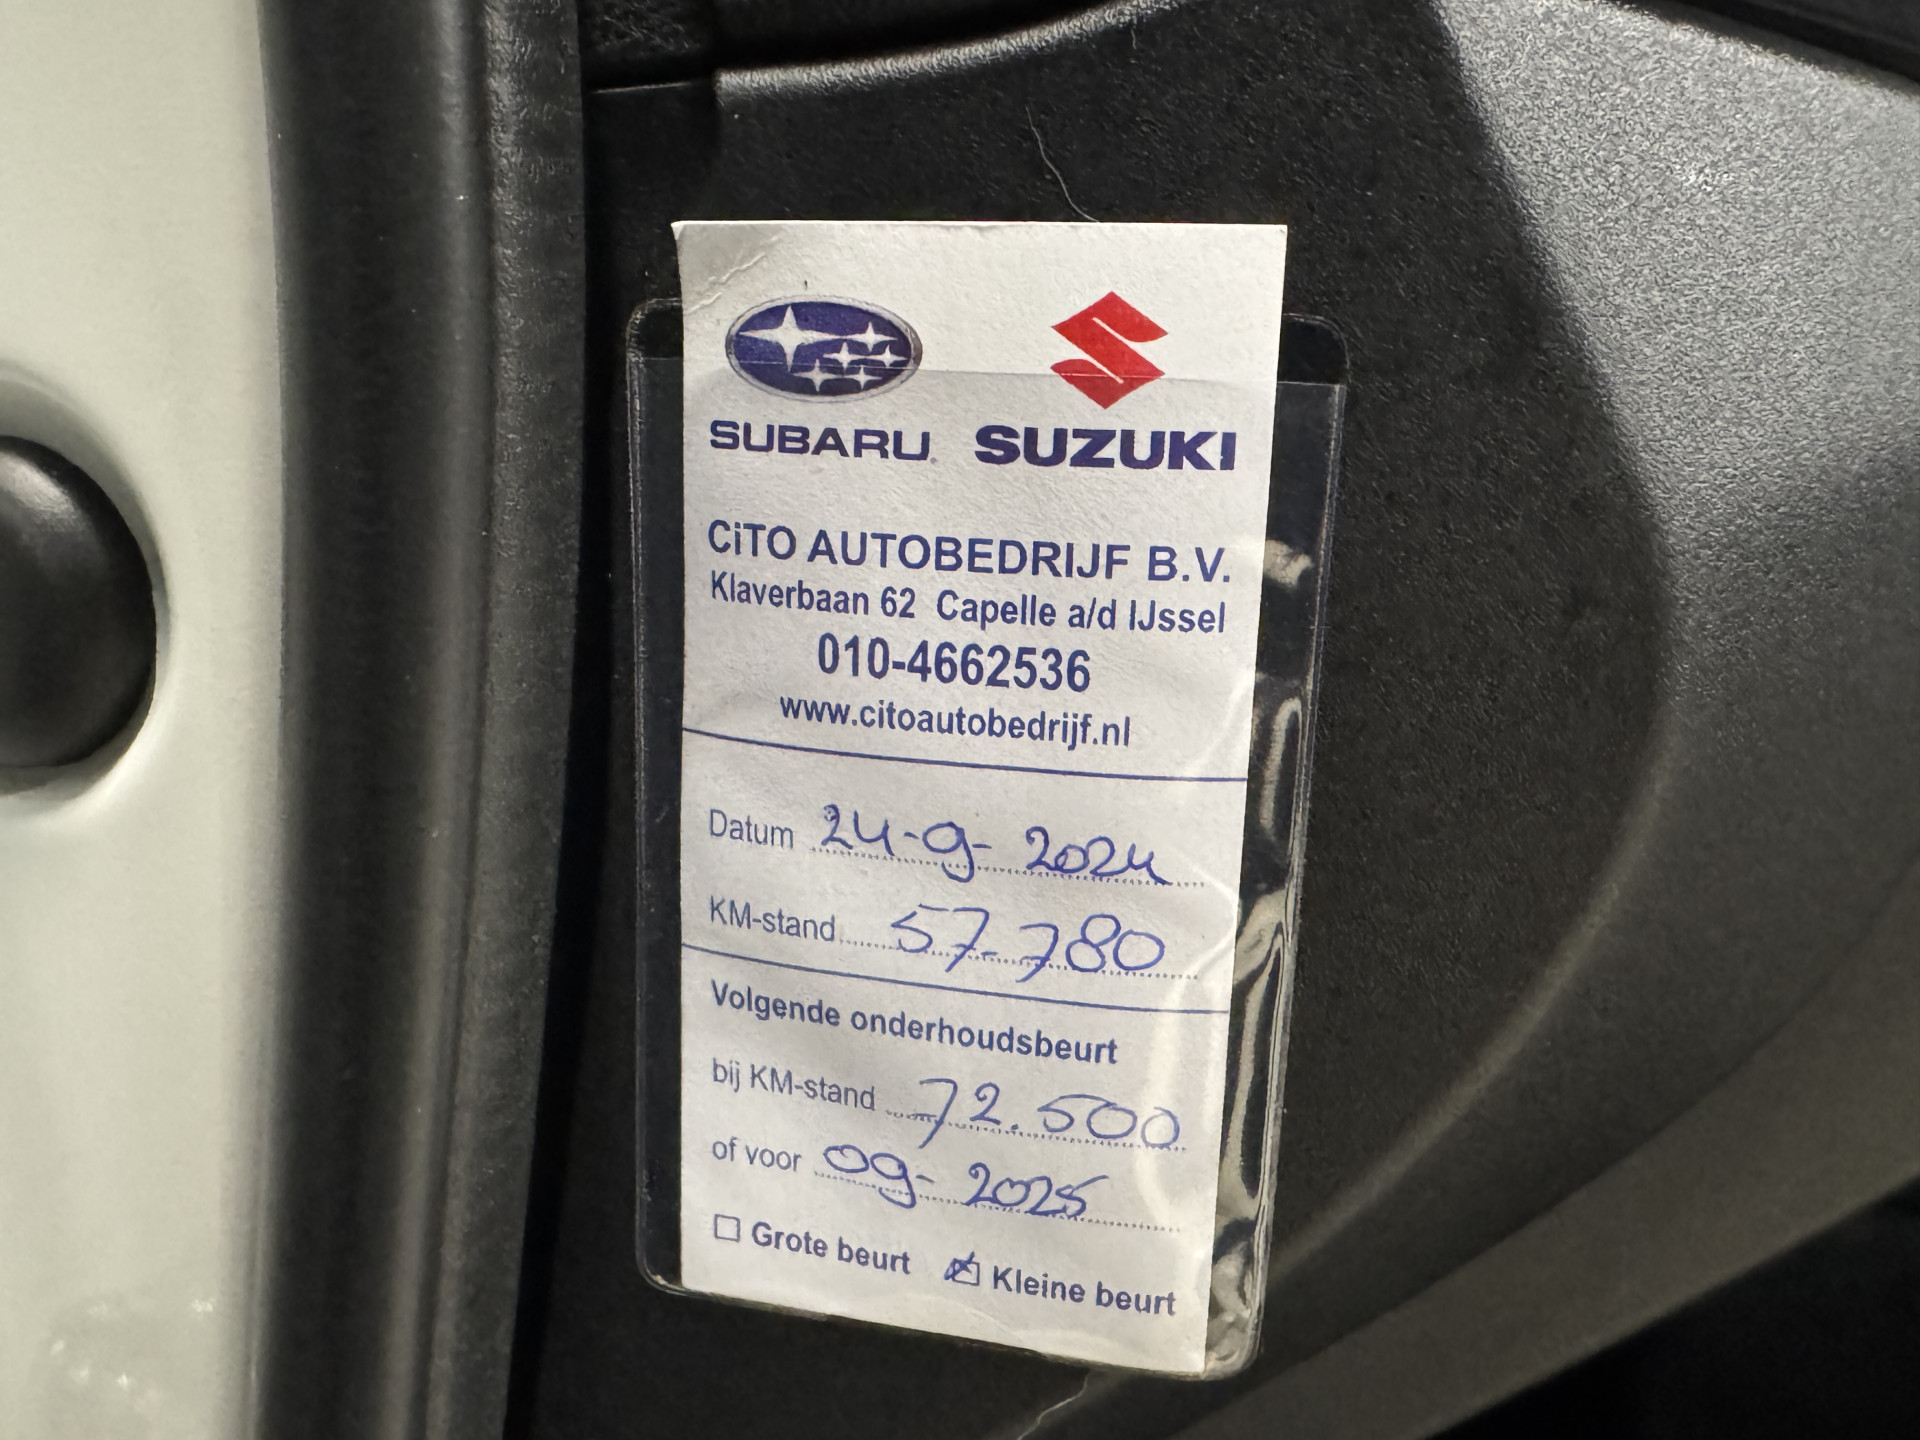 SUBARU SUZUKI
CiTO AUTOBEDRIJF B.V.
Klaverbaan 62 Capelle a/d IJssel
010-4662536
www.citoautobedrijf.nl
Datum 24-9-2024
KM-stand 57-780
Volgende onderhoudsbeurt
bij KM-stand 72.500
of voor 09-2025
Grote beurt Kleine beurt